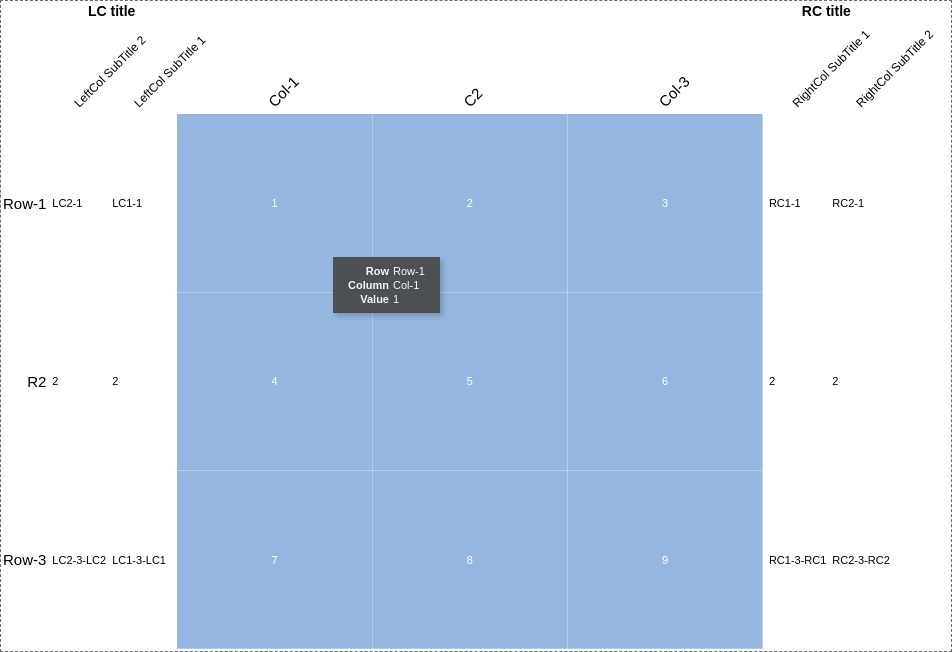 LC title
RC title
LeftCol SubTitle 2
LeftCol SubTitle 1
Col-1
C2
Col-3
RightCol SubTitle 1
RightCol SubTitle 2
Row-1 LC2-1 LC1-1 1 2 3 RC1-1 RC2-1
Row Row-1
Column Col-1
Value 1
R2 2 2 4 5 6 2 2
Row-3 LC2-3-LC2 LC1-3-LC1 7 8 9 RC1-3-RC1 RC2-3-RC2